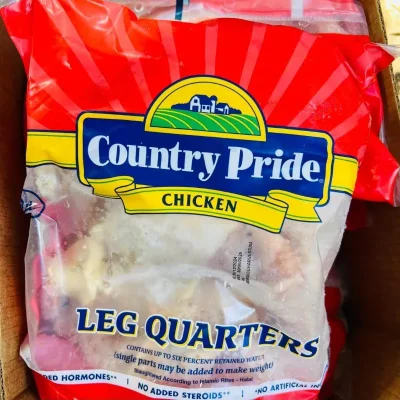 Country Pride
CHICKEN
LEG QUARTERS
CONTAINS UP TO SIX PERCENT RETAINED WATER
(single parts may be added to make weight)
Slaughtered According to Islamic Rites - Halal
DED HORMONES** | NO ADDED STEROIDS** | *NO ARTIFICIAL IN